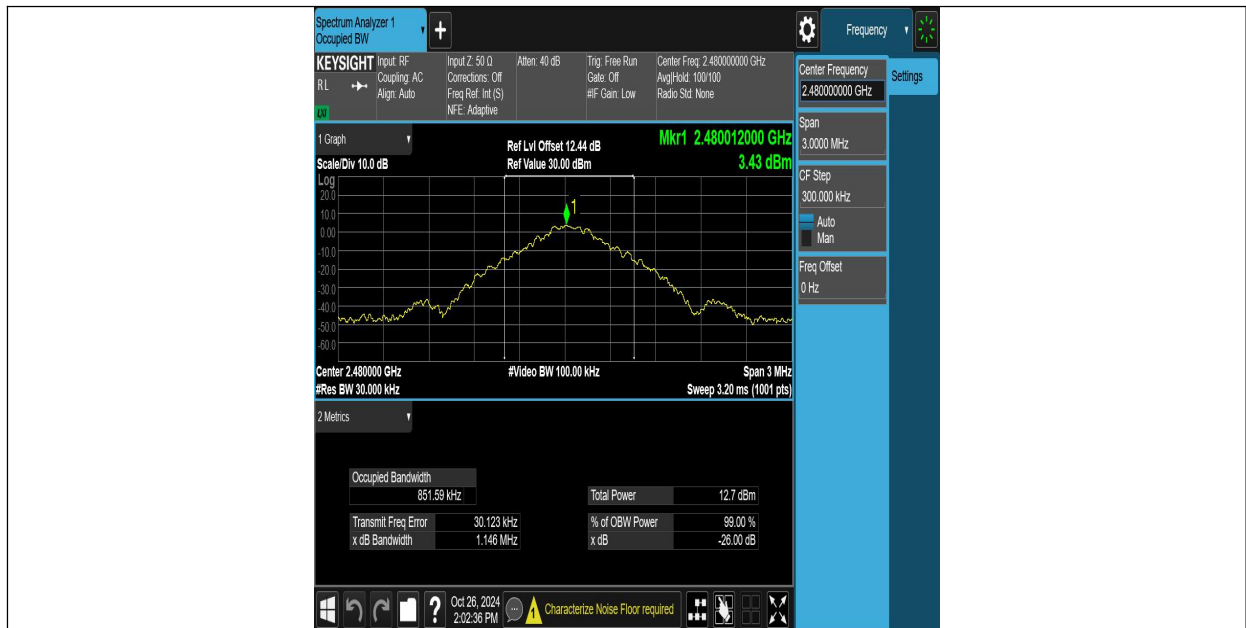 Spectrum Analyzer 1
Occupied BW
+
Frequency
KEYSIGHT
RL
LXI
Input: RF
Coupling: AC
Align: Auto
Input Z: 50 Ω
Corrections: Off
Freq Ref: Int (S)
NFE: Adaptive
Atten: 40 dB
Trig: Free Run
Gate: Off
#IF Gain: Low
Center Freq: 2.480000000 GHz
Avg|Hold: 100/100
Radio Std: None
1 Graph
Scale/Div 10.0 dB
Ref Lvl Offset 12.44 dB
Ref Value 30.00 dBm
Mkr1 2.480012000 GHz
3.43 dBm
Log
20.0
10.0
0.00
-10.0
-20.0
-30.0
-40.0
-50.0
-60.0
1
Center 2.480000 GHz
#Video BW 100.00 kHz
Span 3 MHz
#Res BW 30.000 kHz
Sweep 3.20 ms (1001 pts)
2 Metrics
Occupied Bandwidth
851.59 kHz
Total Power 12.7 dBm
Transmit Freq Error 30.123 kHz
% of OBW Power 99.00 %
x dB Bandwidth 1.146 MHz
x dB -26.00 dB
Center Frequency
2.480000000 GHz
Settings
Span
3.0000 MHz
CF Step
300.000 kHz
Auto
Man
Freq Offset
0 Hz
?
Oct 26, 2024
2:02:36 PM
1
Characterize Noise Floor required